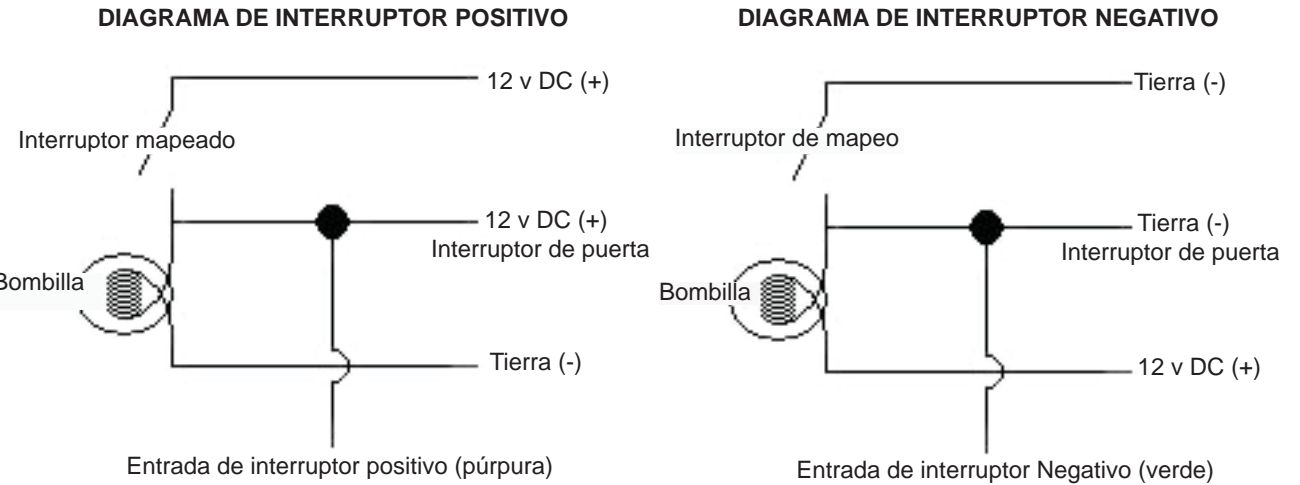 DIAGRAMA DE INTERRUPTOR POSITIVO
12 v DC (+)
Interruptor mapeado
12 v DC (+)
Interruptor de puerta
Bombilla
Tierra (-)
Entrada de interruptor positivo (púrpura)
DIAGRAMA DE INTERRUPTOR NEGATIVO
Tierra (-)
Interruptor de mapeo
Tierra (-)
Interruptor de puerta
Bombilla
12 v DC (+)
Entrada de interruptor Negativo (verde)